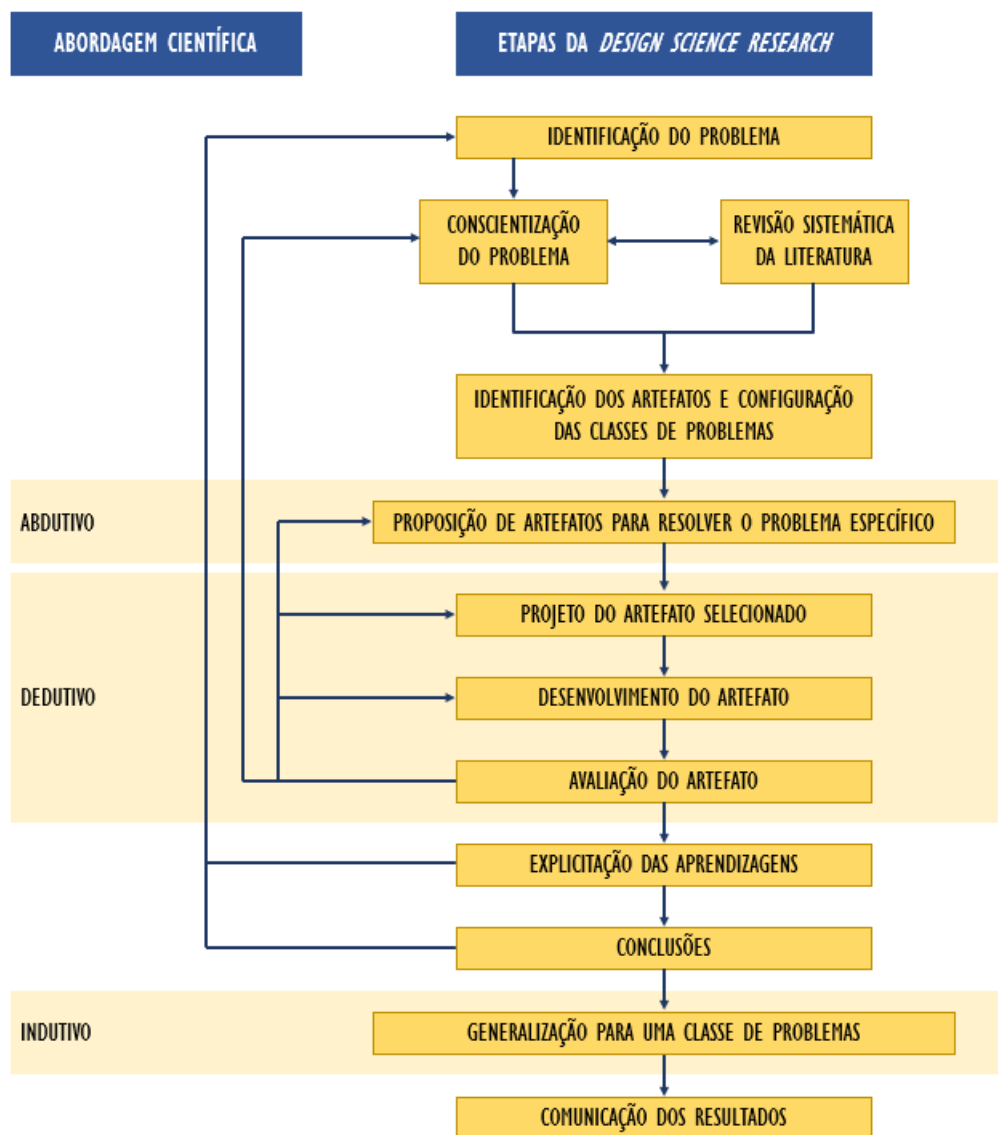 ABORDAGEM CIENTÍFICA
ETAPAS DA DESIGN SCIENCE RESEARCH
IDENTIFICAÇÃO DO PROBLEMA
CONSCIENTIZAÇÃO
DO PROBLEMA
REVISÃO SISTEMÁTICA
DA LITERATURA
IDENTIFICAÇÃO DOS ARTEFATOS E CONFIGURAÇÃO
DAS CLASSES DE PROBLEMAS
ABDUTIVO
PROPOSIÇÃO DE ARTEFATOS PARA RESOLVER O PROBLEMA ESPECÍFICO
PROJETO DO ARTEFATO SELECIONADO
DEDUTIVO
DESENVOLVIMENTO DO ARTEFATO
AVALIAÇÃO DO ARTEFATO
EXPLICITAÇÃO DAS APRENDIZAGENS
CONCLUSÕES
INDUTIVO
GENERALIZAÇÃO PARA UMA CLASSE DE PROBLEMAS
COMUNICAÇÃO DOS RESULTADOS